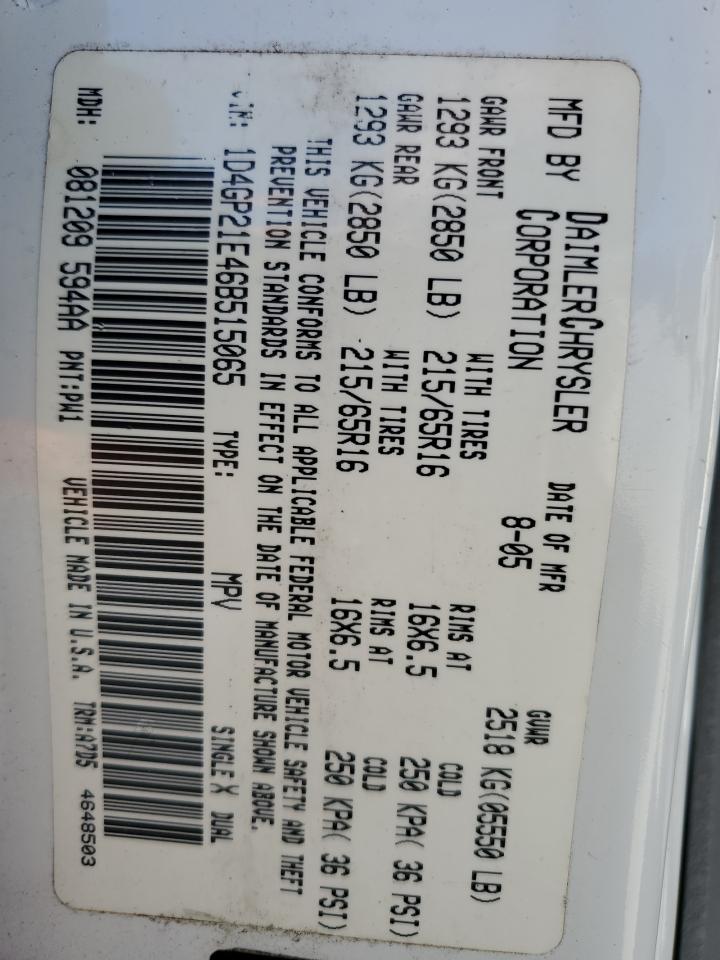 MFD BY DAIMLERCHRYSLER CORPORATION DATE OF MFR 8-05 GVWR 2518 KG(05550 LB)
GAWR FRONT WITH TIRES RIMS AT COLD
1293 KG(2850 LB) 215/65R16 16X6.5 250 KPA( 36 PSI)
GAWR REAR WITH TIRES RIMS AT COLD
1293 KG(2850 LB) 215/65R16 16X6.5 250 KPA( 36 PSI)
THIS VEHICLE CONFORMS TO ALL APPLICABLE FEDERAL MOTOR VEHICLE SAFETY AND THEFT
PREVENTION STANDARDS IN EFFECT ON THE DATE OF MANUFACTURE SHOWN ABOVE.
VIN: 1D4GP21E46B515065 TYPE: MPV SINGLE X DUAL
MDH: 081209 594AA PNT:PW1 VEHICLE MADE IN U.S.A. TRM:A7D5 4648503